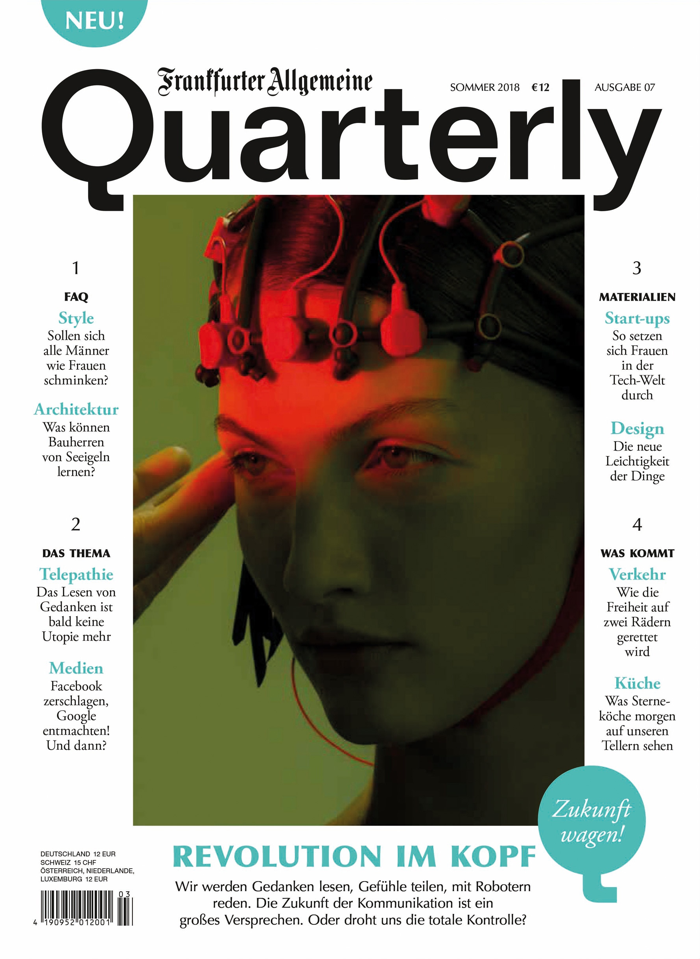 NEU!
Frankfurter Allgemeine
SOMMER 2018 €12 AUSGABE 07
Quarterly
1
FAQ
Style
Sollen sich
alle Männer
wie Frauen
schminken?
Architektur
Was können
Bauherren
von Seeigeln
lernen?
2
DAS THEMA
Telepathie
Das Lesen von
Gedanken ist
bald keine
Utopie mehr
Medien
Facebook
zerschlagen,
Google
entmachten!
Und dann?
3
MATERIALIEN
Start-ups
So setzen
sich Frauen
in der
Tech-Welt
durch
Design
Die neue
Leichtigkeit
der Dinge
4
WAS KOMMT
Verkehr
Wie die
Freiheit auf
zwei Rädern
gerettet
wird
Küche
Was Sterne-
köche morgen
auf unseren
Tellern sehen
Zukunft
wagen!
REVOLUTION IM KOPF
Wir werden Gedanken lesen, Gefühle teilen, mit Robotern
reden. Die Zukunft der Kommunikation ist ein
großes Versprechen. Oder droht uns die totale Kontrolle?
DEUTSCHLAND 12 EUR
SCHWEIZ 15 CHF
ÖSTERREICH, NIEDERLANDE,
LUXEMBURG 12 EUR
03
4 190952 012001